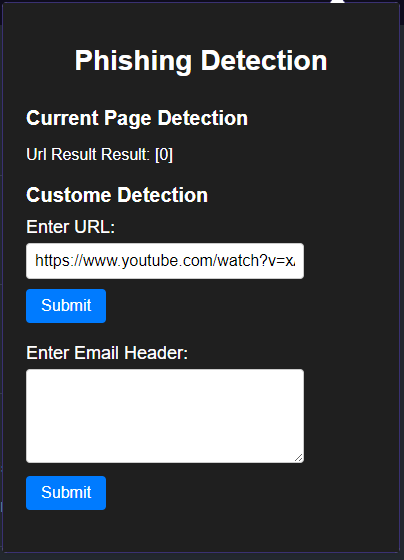 Phishing Detection
Current Page Detection
Url Result Result: [0]
Custome Detection
Enter URL:
https://www.youtube.com/watch?v=x
Submit
Enter Email Header:
Submit